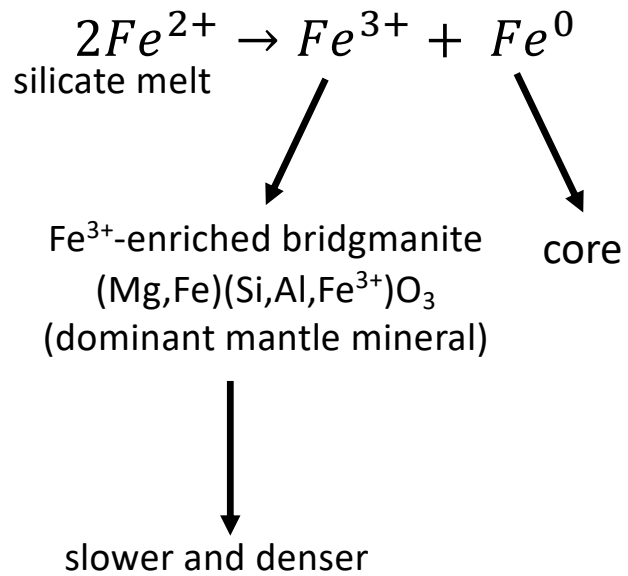 2Fe²⁺ → Fe³⁺ + Fe⁰
silicate melt
Fe³⁺-enriched bridgmanite
(Mg,Fe)(Si,Al,Fe³⁺)O₃
(dominant mantle mineral)
core
slower and denser